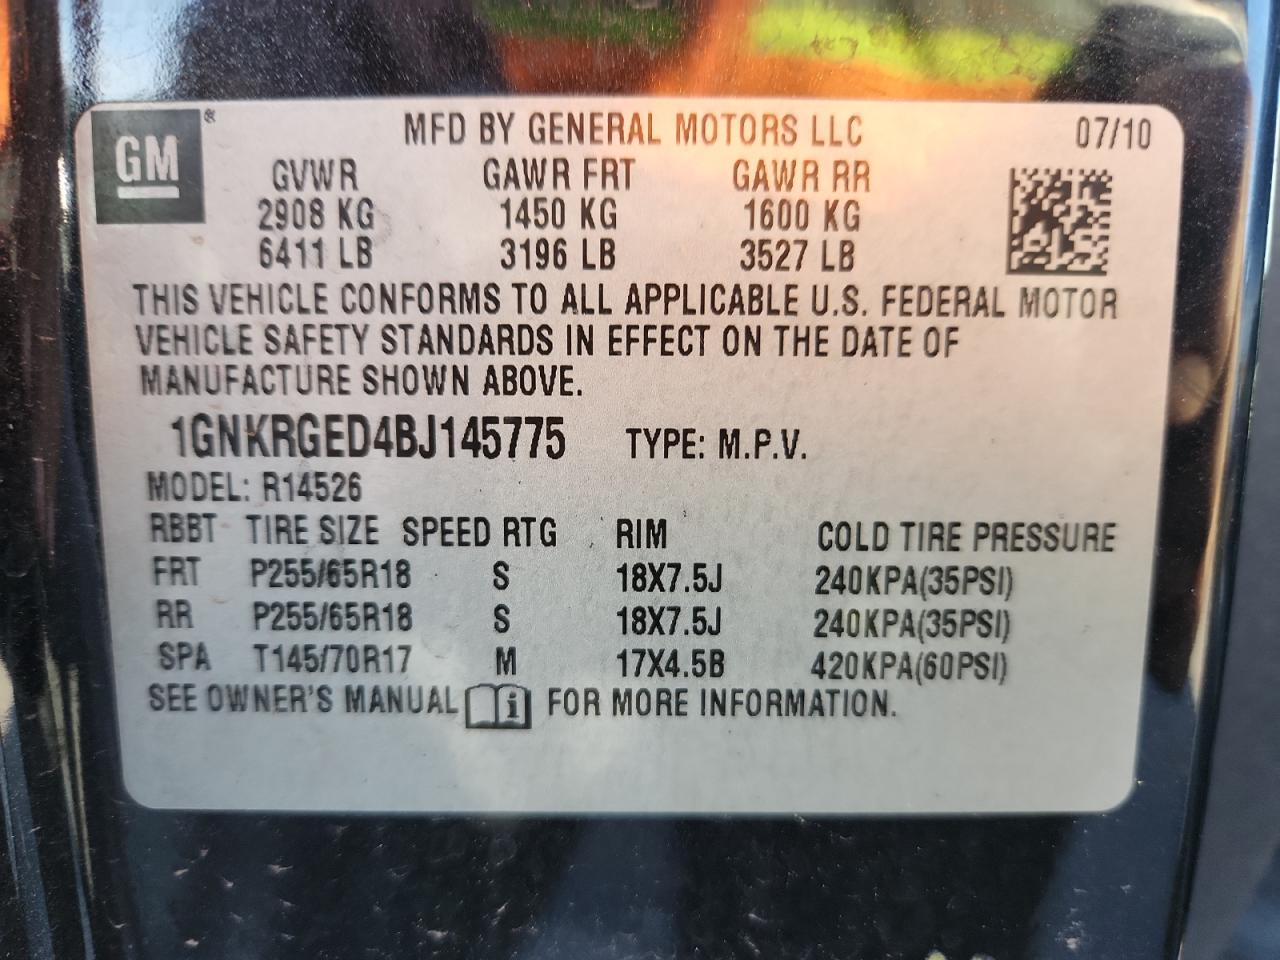 GM ®
MFD BY GENERAL MOTORS LLC 07/10
GVWR GAWR FRT GAWR RR
2908 KG 1450 KG 1600 KG
6411 LB 3196 LB 3527 LB
THIS VEHICLE CONFORMS TO ALL APPLICABLE U.S. FEDERAL MOTOR
VEHICLE SAFETY STANDARDS IN EFFECT ON THE DATE OF
MANUFACTURE SHOWN ABOVE.
1GNKRGED4BJ145775 TYPE: M.P.V.
MODEL: R14526
RBBT TIRE SIZE SPEED RTG RIM COLD TIRE PRESSURE
FRT P255/65R18 S 18X7.5J 240KPA(35PSI)
RR P255/65R18 S 18X7.5J 240KPA(35PSI)
SPA T145/70R17 M 17X4.5B 420KPA(60PSI)
SEE OWNER'S MANUAL i FOR MORE INFORMATION.